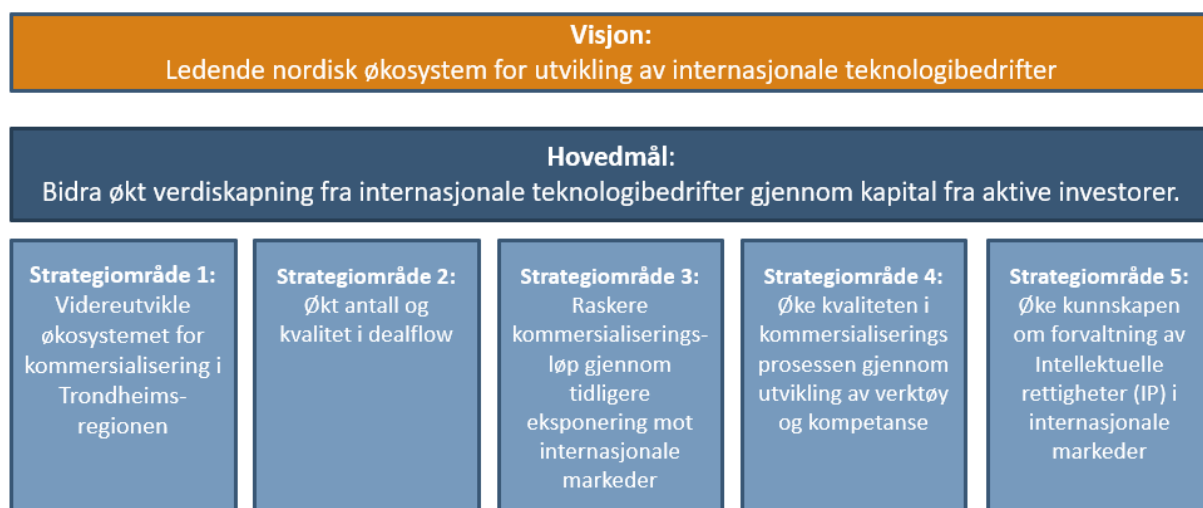 Visjon:
Ledende nordisk økosystem for utvikling av internasjonale teknologibedrifter
Hovedmål:
Bidra økt verdiskapning fra internasjonale teknologibedrifter gjennom kapital fra aktive investorer.
Strategiområde 1:
Videreutvikle
økosystemet for
kommersialisering i
Trondheims-
regionen
Strategiområde 2:
Økt antall og
kvalitet i dealflow
Strategiområde 3:
Raskere
kommersialiserings-
løp gjennom
tidligere
eksponering mot
internasjonale
markeder
Strategiområde 4:
Øke kvaliteten i
kommersialiserings
prosessen gjennom
utvikling av verktøy
og kompetanse
Strategiområde 5:
Øke kunnskapen
om forvaltning av
Intellektuelle
rettigheter (IP) i
internasjonale
markeder